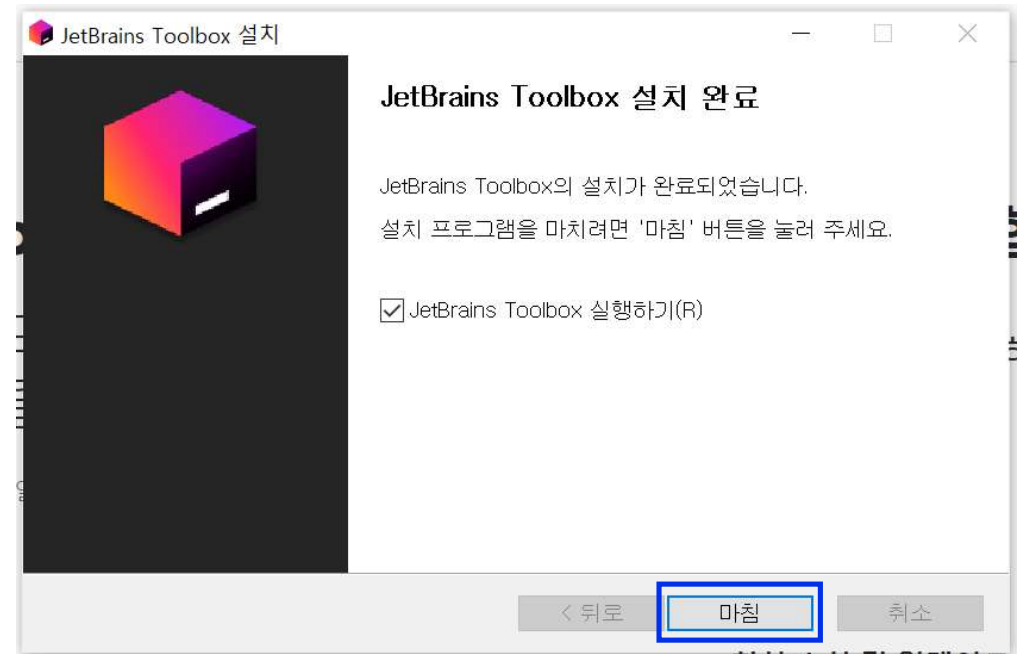 JetBrains Toolbox 설치
JetBrains Toolbox 설치 완료
JetBrains Toolbox의 설치가 완료되었습니다.
설치 프로그램을 마치려면 '마침' 버튼을 눌러 주세요.
JetBrains Toolbox 실행하기(R)
< 뒤로
마침
취소